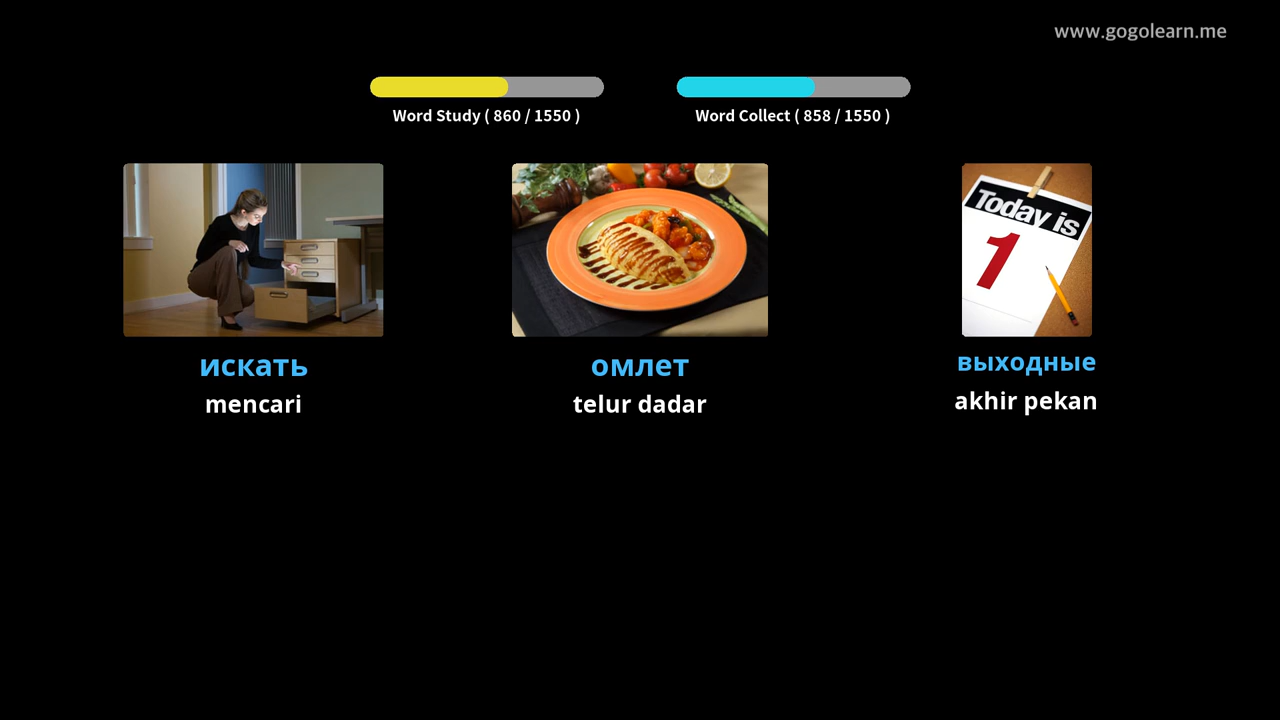 www.gogolearn.me
Word Study ( 860 / 1550 )
Word Collect ( 858 / 1550 )
Today is
1
искать
омлет
выходные
mencari
telur dadar
akhir pekan